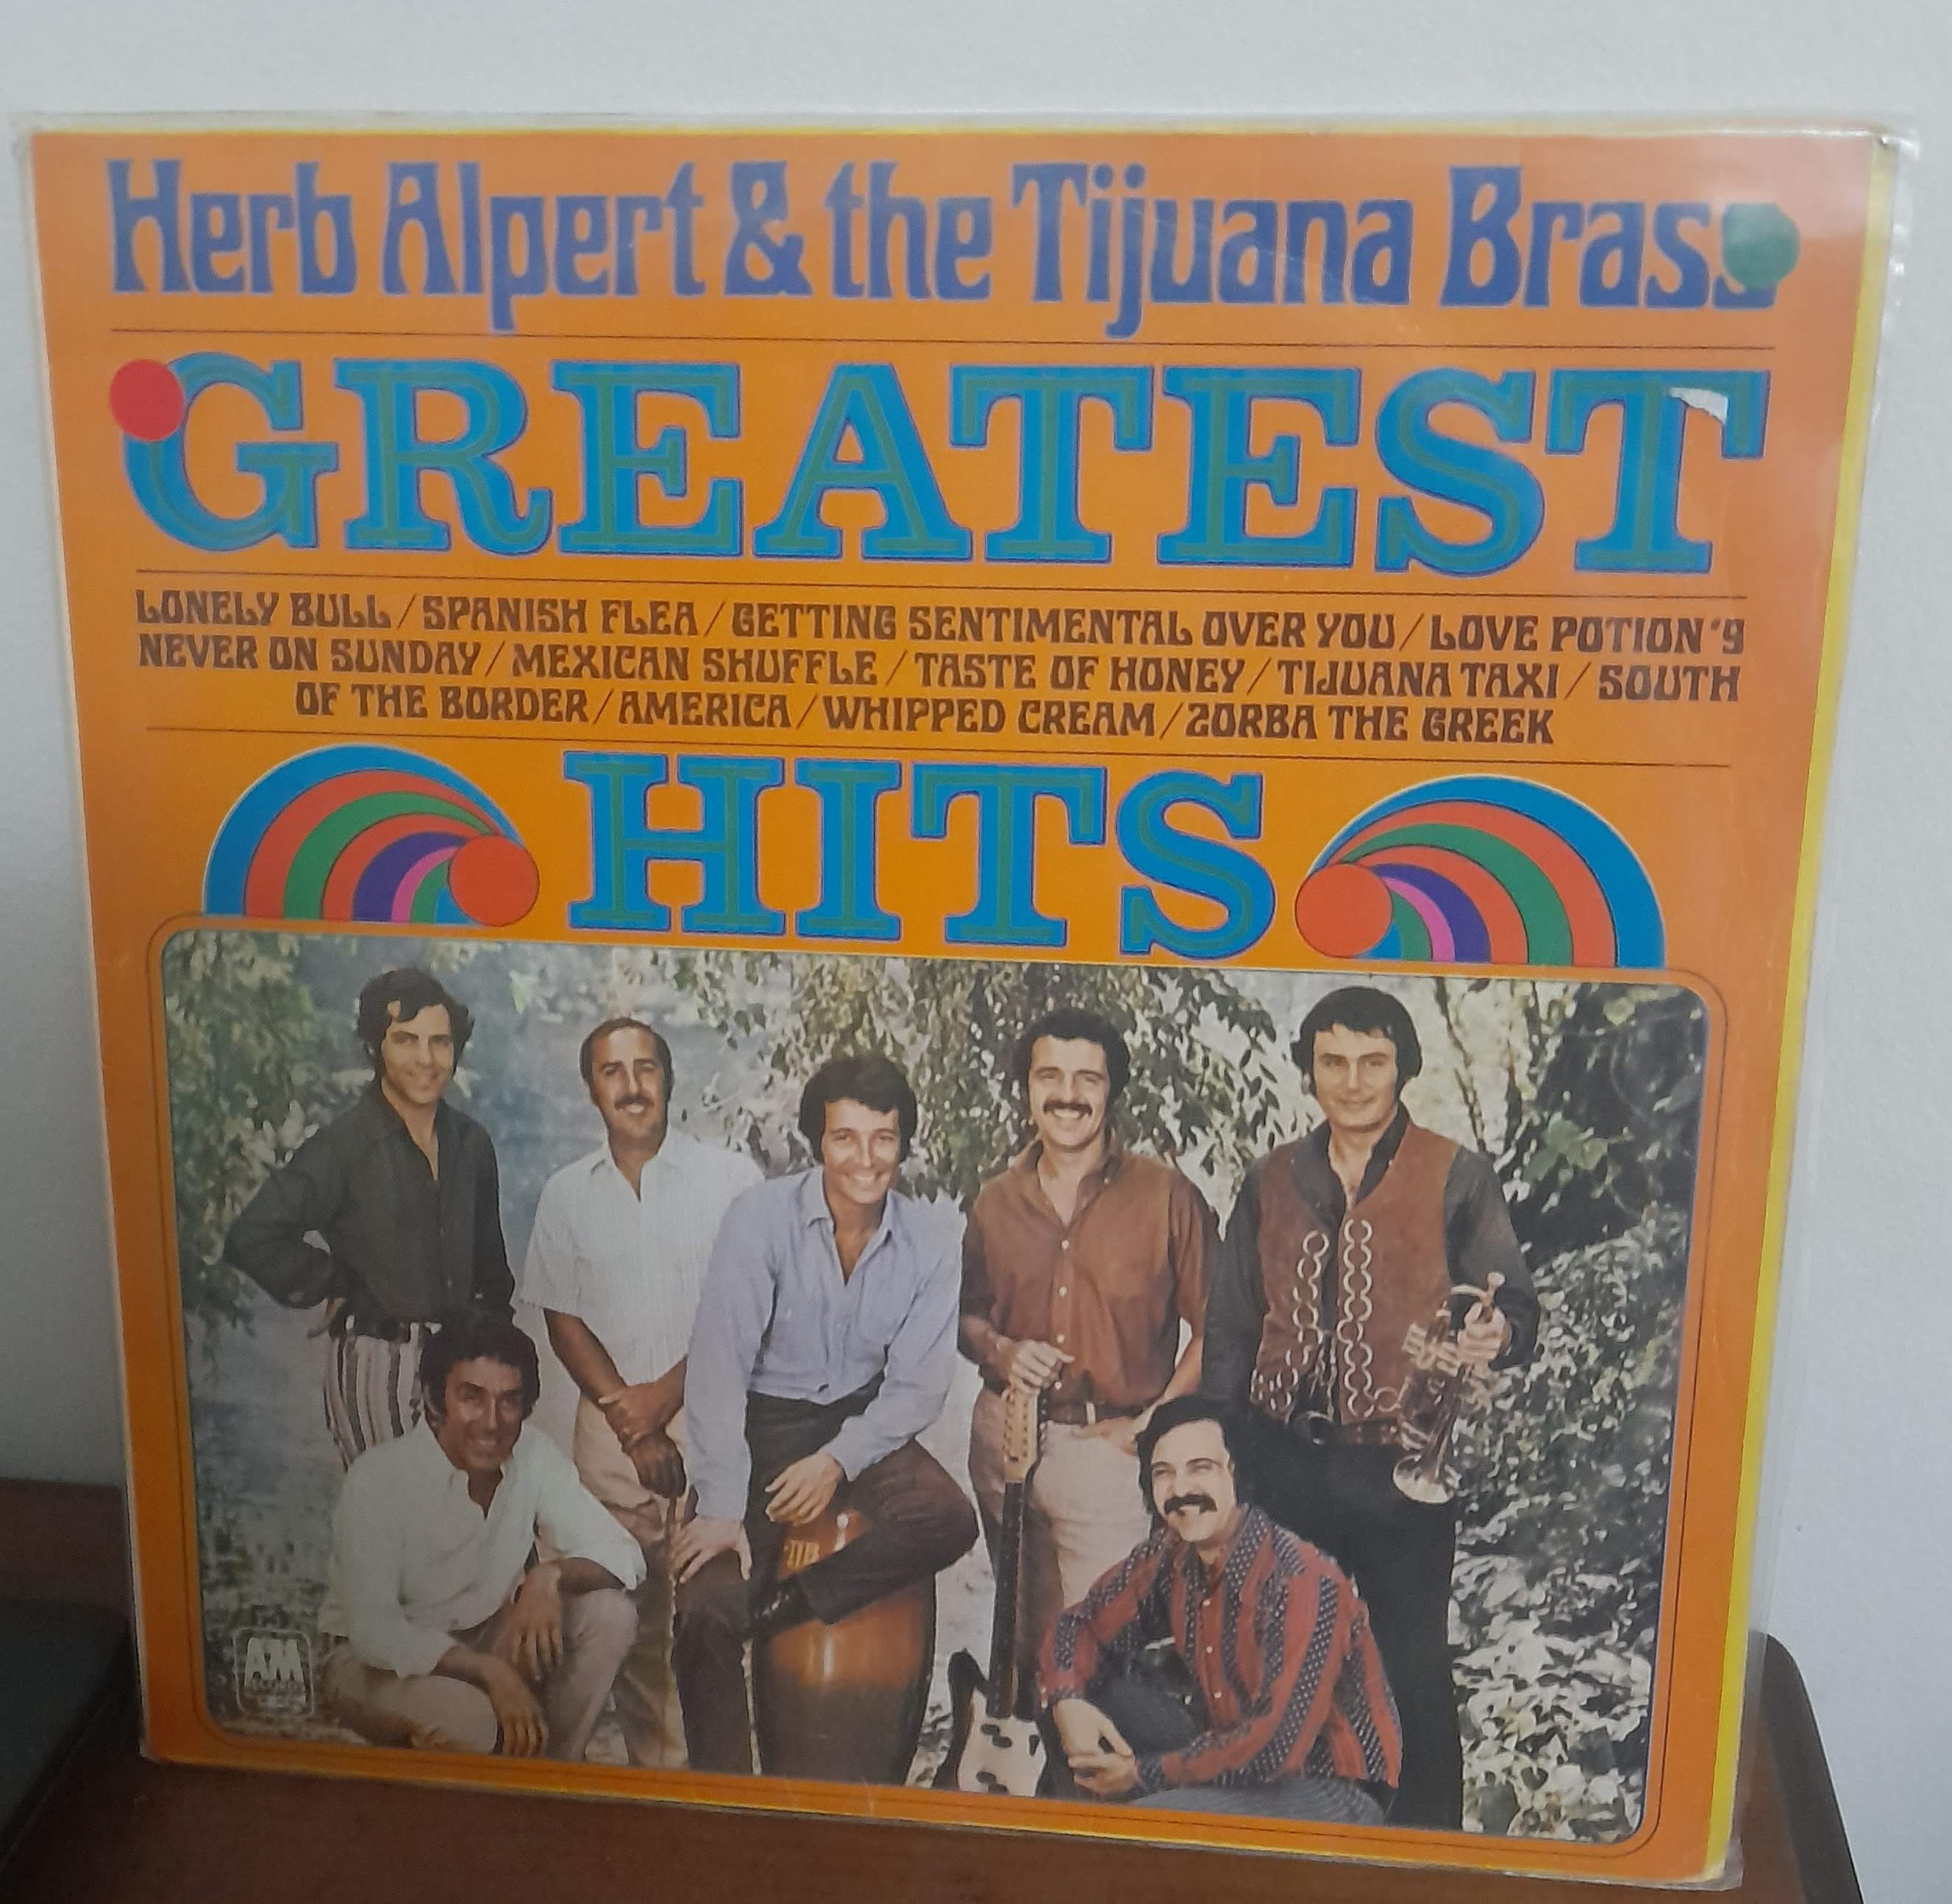 Herb Alpert & the Tijuana Brass
GREATEST
LONELY BULL / SPANISH FLEA / GETTING SENTIMENTAL OVER YOU / LOVE POTION #9
NEVER ON SUNDAY / MEXICAN SHUFFLE / TASTE OF HONEY / TIJUANA TAXI / SOUTH
OF THE BORDER / AMERICA / WHIPPED CREAM / ZORBA THE GREEK
HITS
TJB
A&M
RECORDS